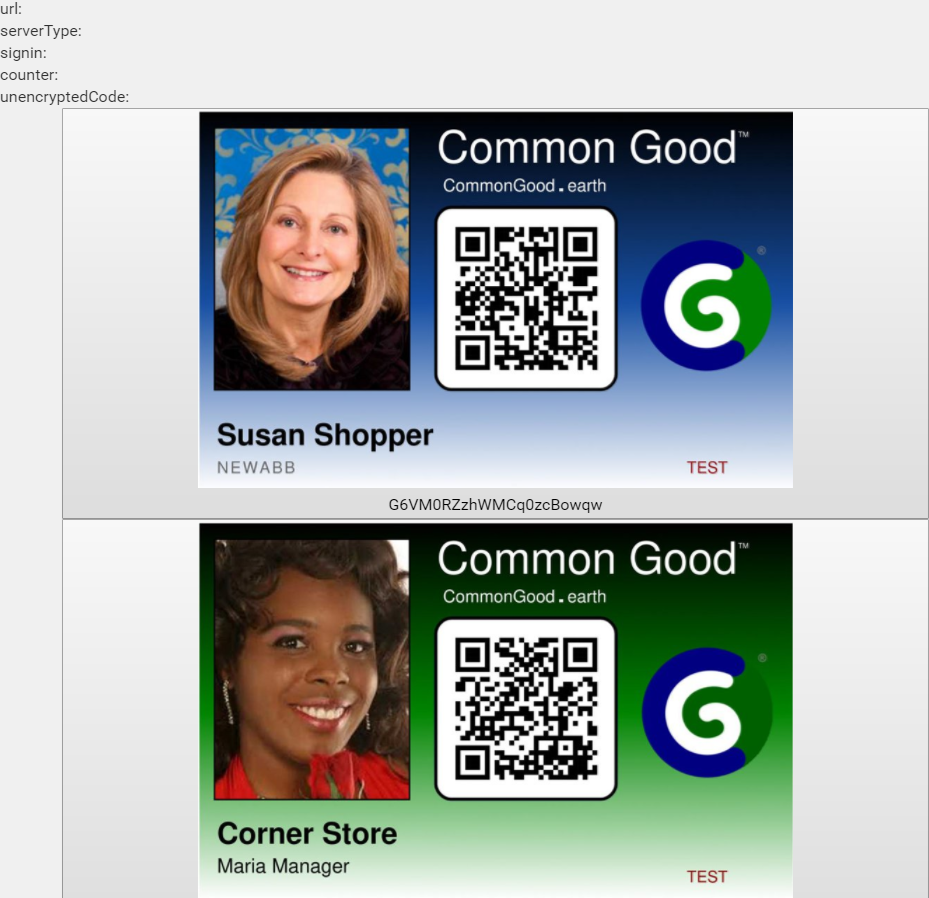 url:
serverType:
signin:
counter:
unencryptedCode:
Common Good™
CommonGood.earth
®
Susan Shopper
NEWABB
TEST
G6VM0RZzhWMCq0zcBowqw
Common Good™
CommonGood.earth
®
Corner Store
Maria Manager
TEST